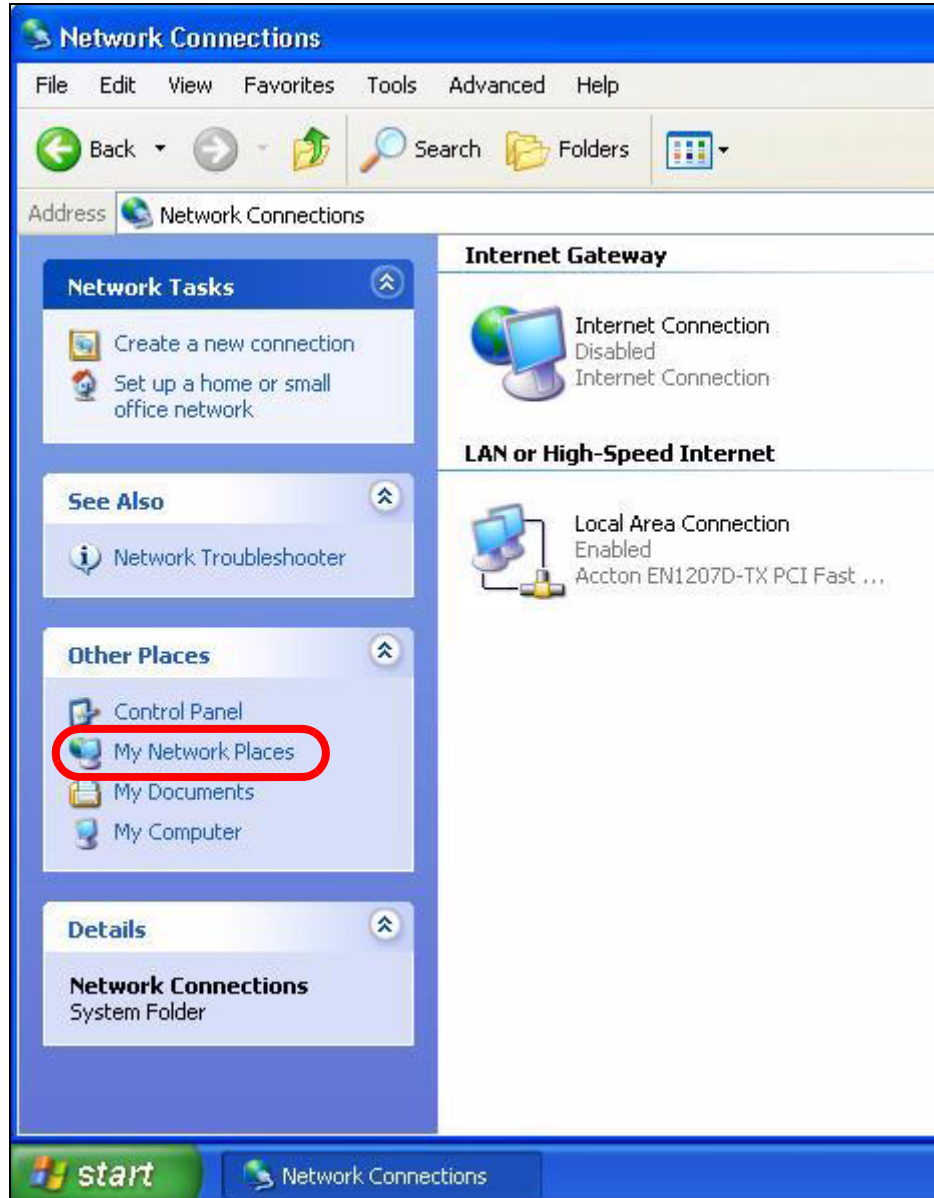 Network Connections
File Edit View Favorites Tools Advanced Help
Back Search Folders
Address Network Connections
Network Tasks
Create a new connection
Set up a home or small
office network
See Also
Network Troubleshooter
Other Places
Control Panel
My Network Places
My Documents
My Computer
Details
Network Connections
System Folder
Internet Gateway
Internet Connection
Disabled
Internet Connection
LAN or High-Speed Internet
Local Area Connection
Enabled
Accton EN1207D-TX PCI Fast ...
start Network Connections